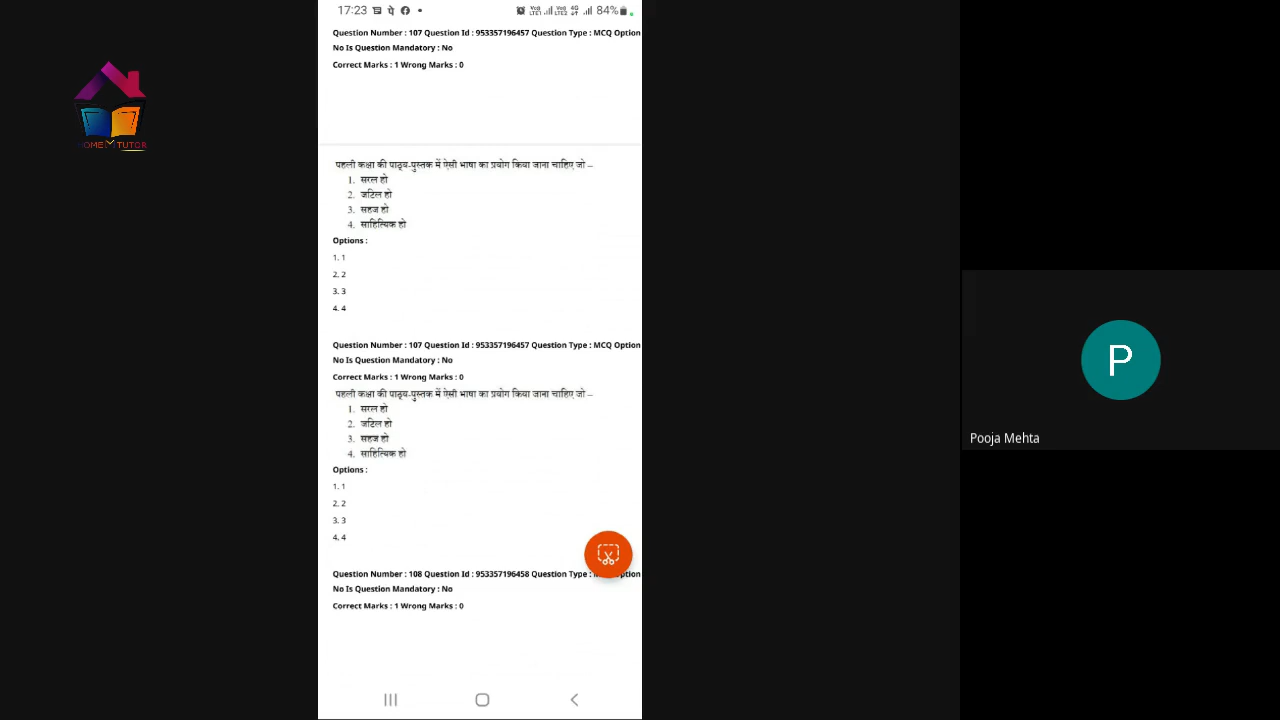 17:23
84%
Question Number : 107 Question Id : 953357196457 Question Type : MCQ Option
No Is Question Mandatory : No
Correct Marks : 1 Wrong Marks : 0
पहली कक्षा की पाठ्य-पुस्तक में ऐसी भाषा का प्रयोग किया जाना चाहिए जो –
1. सरल हो
2. जटिल हो
3. सहज हो
4. साहित्यिक हो
Options :
1. 1
2. 2
3. 3
4. 4
Question Number : 107 Question Id : 953357196457 Question Type : MCQ Option
No Is Question Mandatory : No
Correct Marks : 1 Wrong Marks : 0
पहली कक्षा की पाठ्य-पुस्तक में ऐसी भाषा का प्रयोग किया जाना चाहिए जो –
1. सरल हो
2. जटिल हो
3. सहज हो
4. साहित्यिक हो
Options :
1. 1
2. 2
3. 3
4. 4
Question Number : 108 Question Id : 953357196458 Question Type :
No Is Question Mandatory : No
Correct Marks : 1 Wrong Marks : 0
TUTOR
P
Pooja Mehta